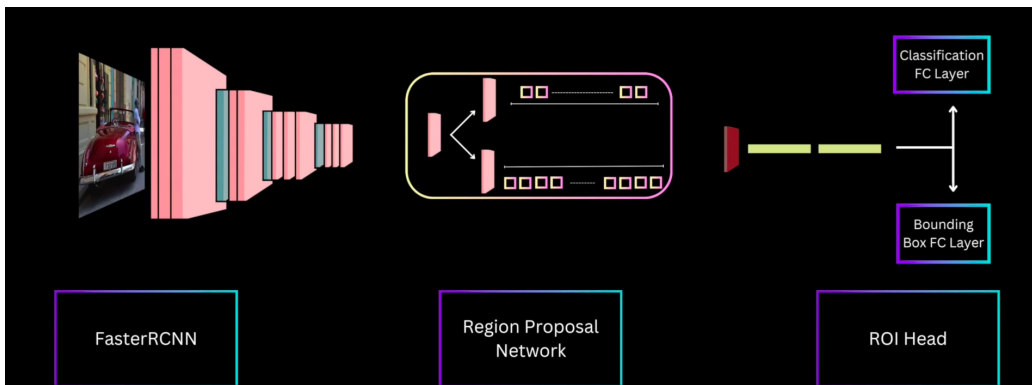 Classification
FC Layer
Bounding
Box FC Layer
FasterRCNN
Region Proposal
Network
ROI Head